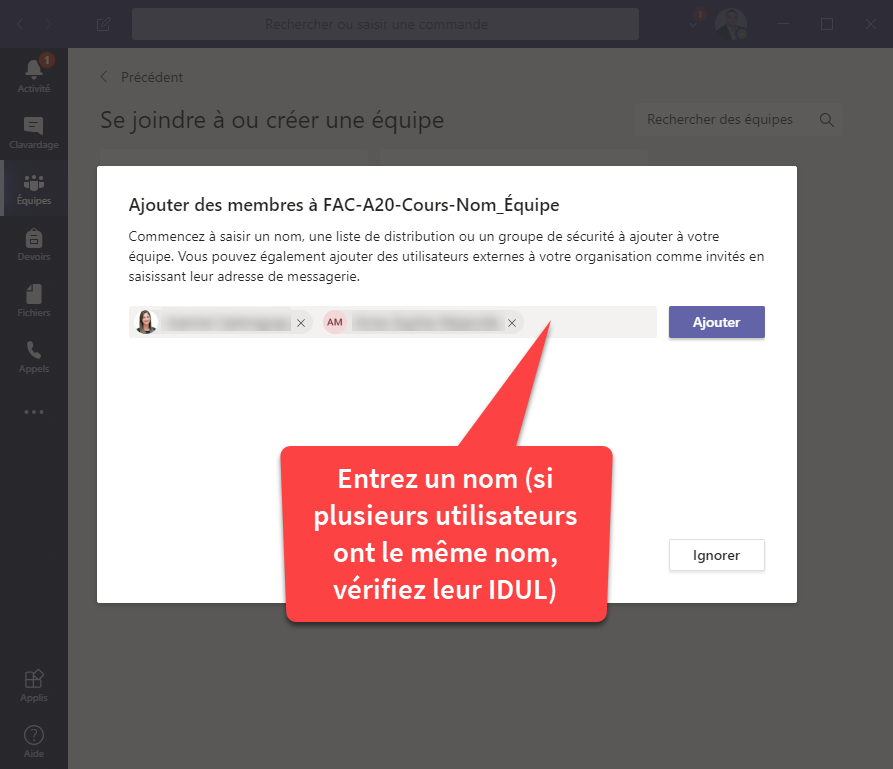 Rechercher ou saisir une commande
1
1
Activité
Clavardage
Équipes
Devoirs
Fichiers
Appels
Précédent
Se joindre à ou créer une équipe
Rechercher des équipes
Ajouter des membres à FAC-A20-Cours-Nom_Équipe
Commencez à saisir un nom, une liste de distribution ou un groupe de sécurité à ajouter à votre
équipe. Vous pouvez également ajouter des utilisateurs externes à votre organisation comme invités en
saisissant leur adresse de messagerie.
AM
Ajouter
Entrez un nom (si
plusieurs utilisateurs
ont le même nom,
vérifiez leur IDUL)
Ignorer
Applis
Aide